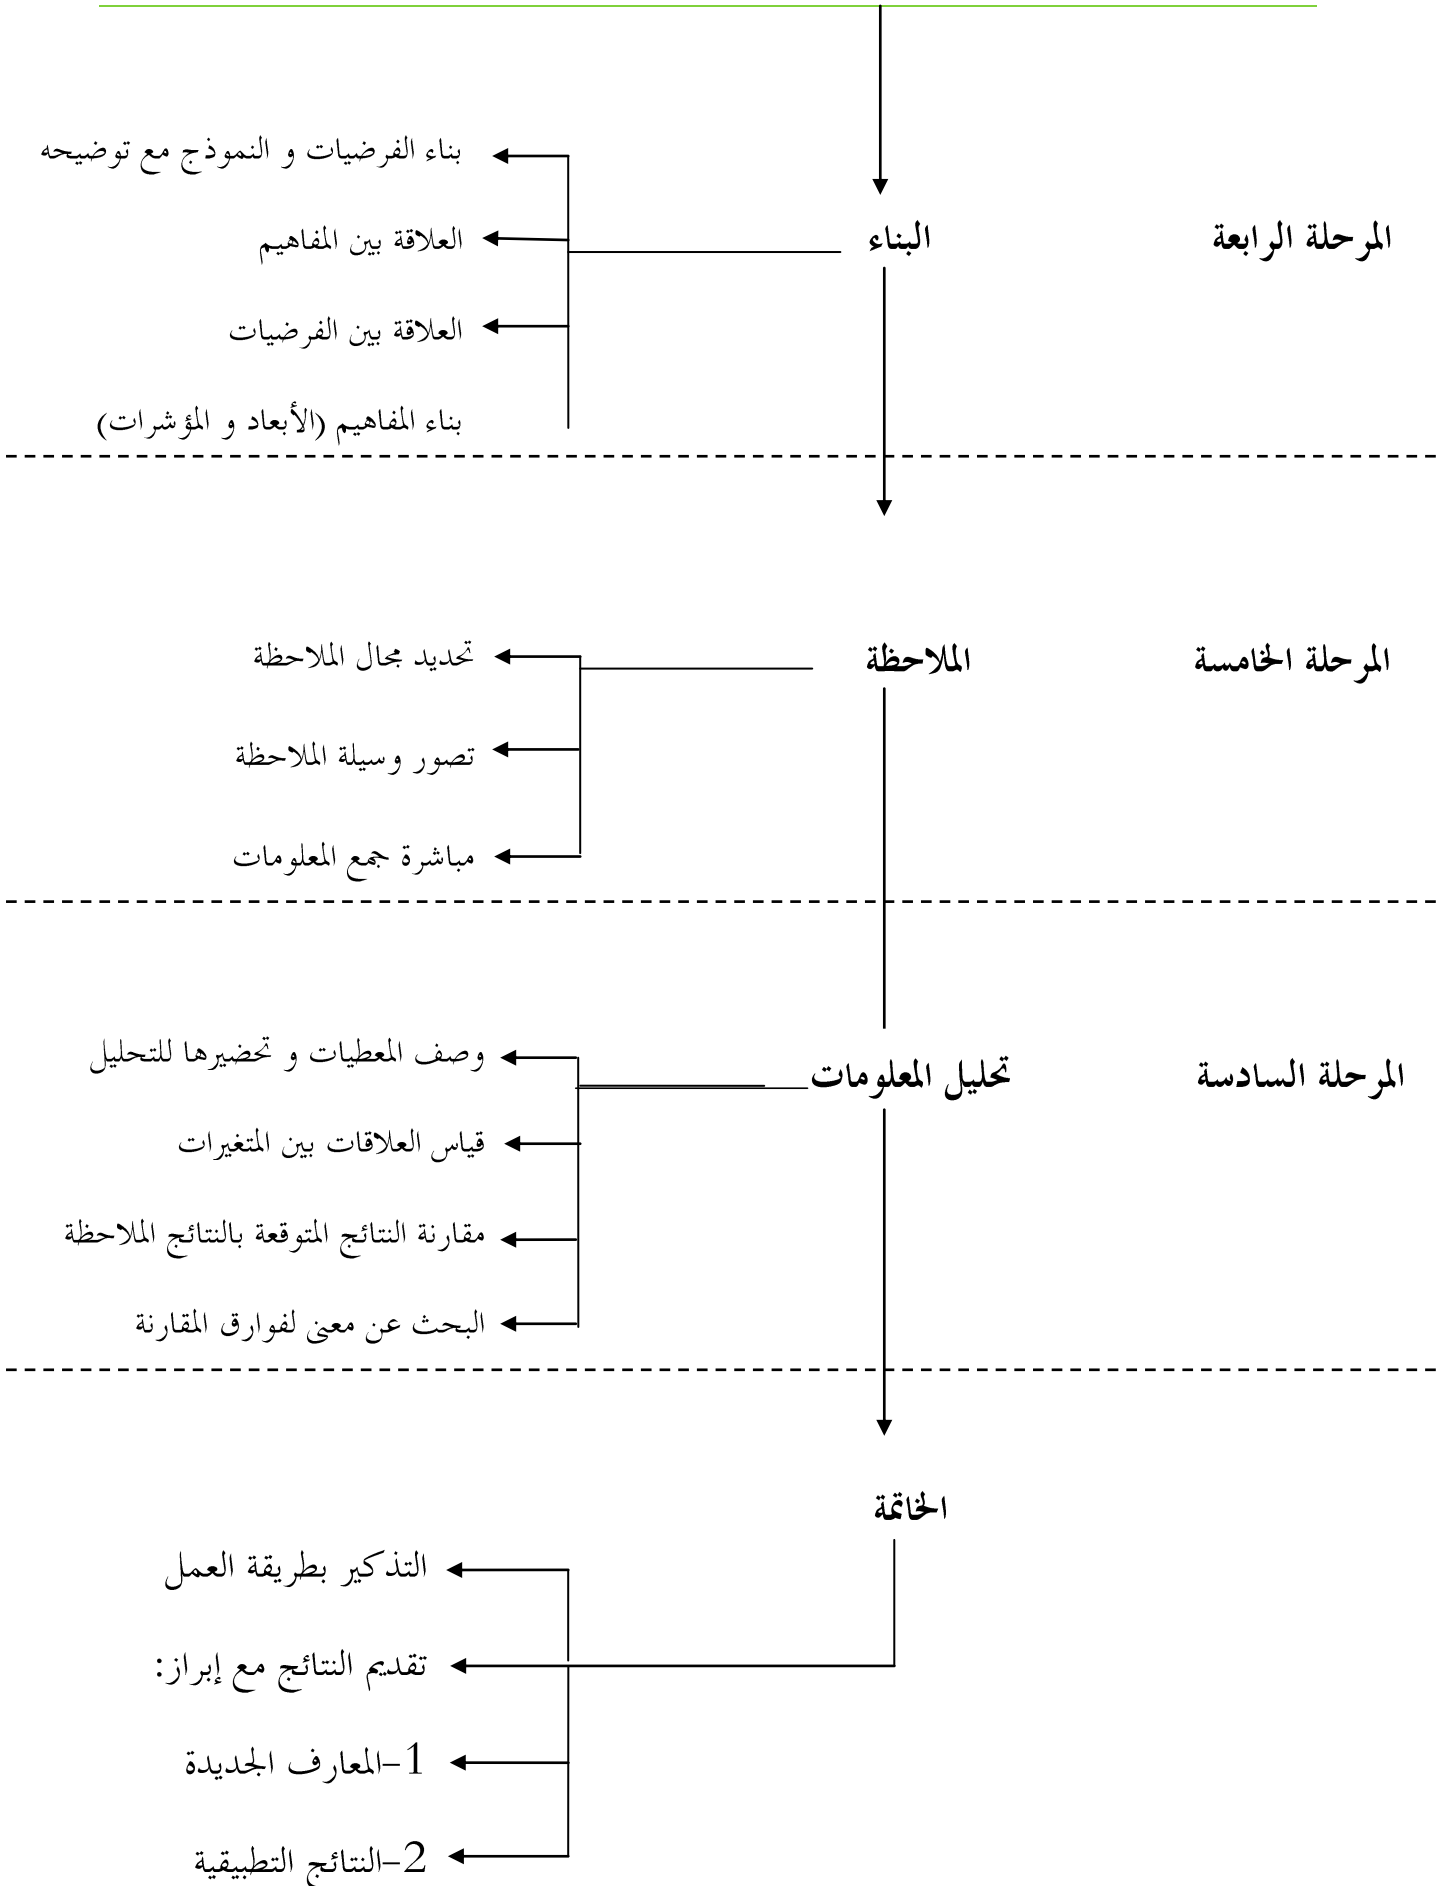 بناء الفرضيات و النموذج مع توضيحه
المرحلة الرابعة البناء العلاقة بين المفاهيم
العلاقة بين الفرضيات
بناء المفاهيم (الأبعاد و المؤشرات)
المرحلة الخامسة الملاحظة تحديد مجال الملاحظة
تصور وسيلة الملاحظة
مباشرة جمع المعلومات
وصف المعطيات و تحضيرها للتحليل
المرحلة السادسة تحليل المعلومات
قياس العلاقات بين المتغيرات
مقارنة النتائج المتوقعة بالنتائج الملاحظة
البحث عن معنى لفوارق المقارنة
الخاتمة
التذكير بطريقة العمل
تقديم النتائج مع إبراز:
1-المعارف الجديدة
2-النتائج التطبيقية